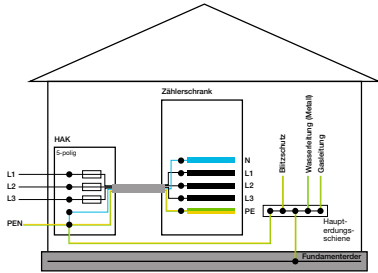 Zählerschrank
HAK
5-polig
L1
L2
L3
PEN
N
L1
L2
L3
PE
Blitzschutz
Wasserleitung (Metall)
Gasleitung
Haupt-
erdungs-
schiene
Fundamenterder